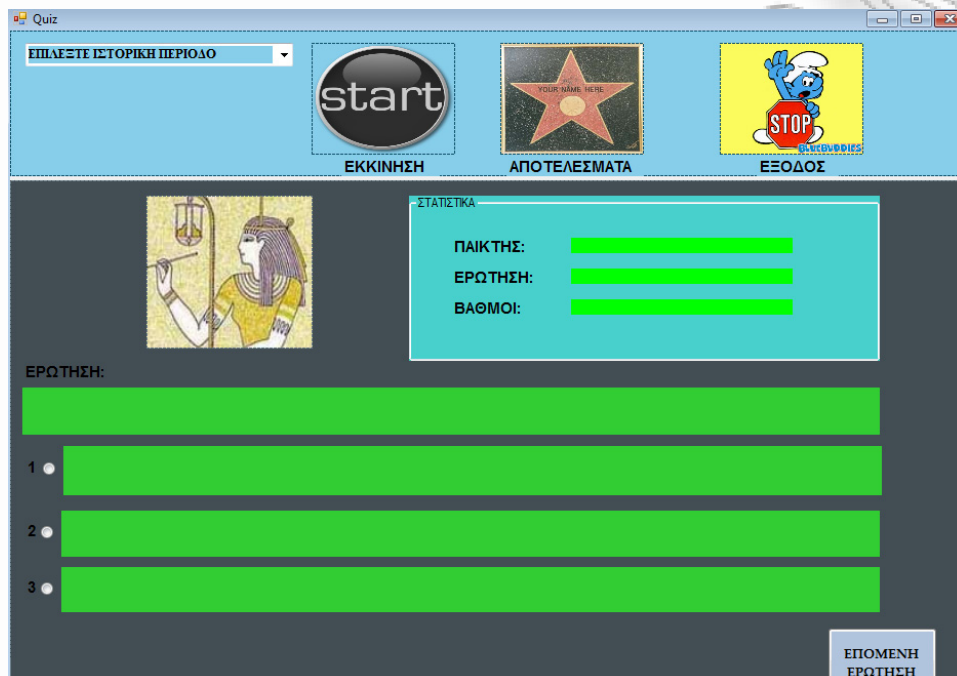 Quiz
ΕΠΙΛΕΞΤΕ ΙΣΤΟΡΙΚΗ ΠΕΡΙΟΔΟ
start
YOUR NAME HERE
STOP
BLUEBUDDIES
ΕΚΚΙΝΗΣΗ
ΑΠΟΤΕΛΕΣΜΑΤΑ
ΕΞΟΔΟΣ
ΣΤΑΤΙΣΤΙΚΑ
ΠΑΙΚΤΗΣ:
ΕΡΩΤΗΣΗ:
ΒΑΘΜΟΙ:
ΕΡΩΤΗΣΗ:
1
2
3
ΕΠΟΜΕΝΗ
ΕΡΩΤΗΣΗ